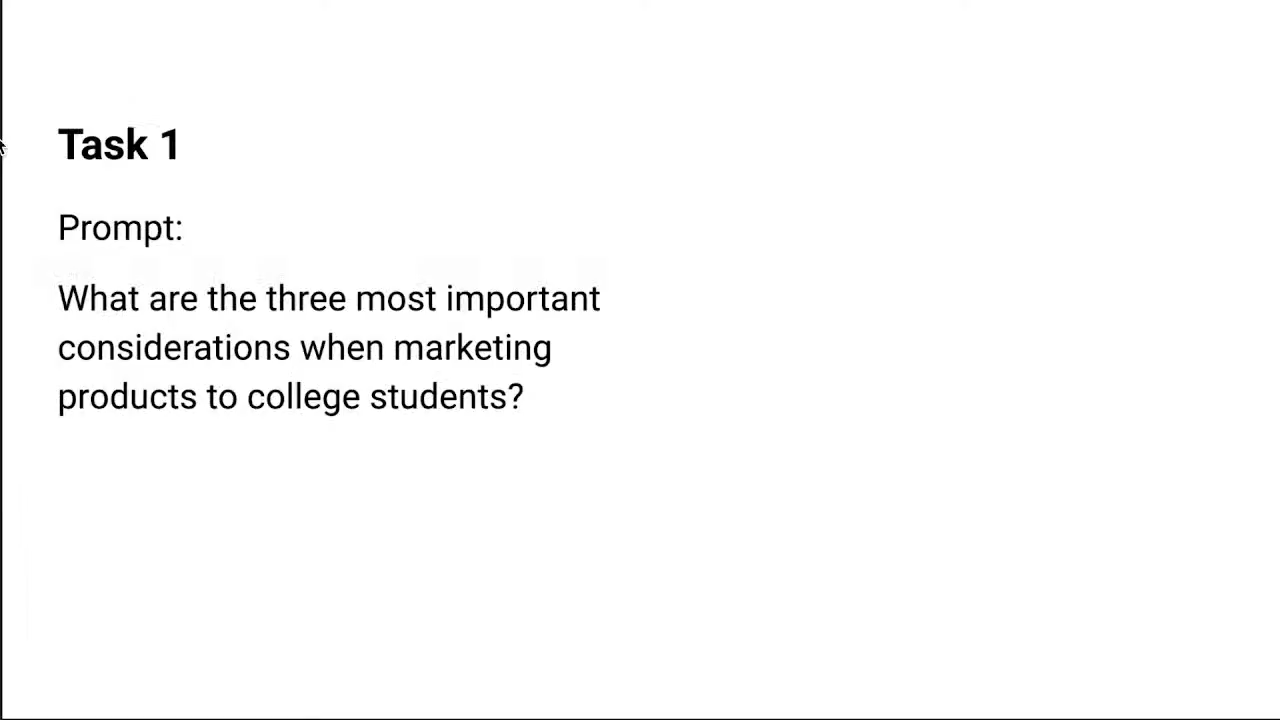 Task 1
Prompt:
What are the three most important
considerations when marketing
products to college students?